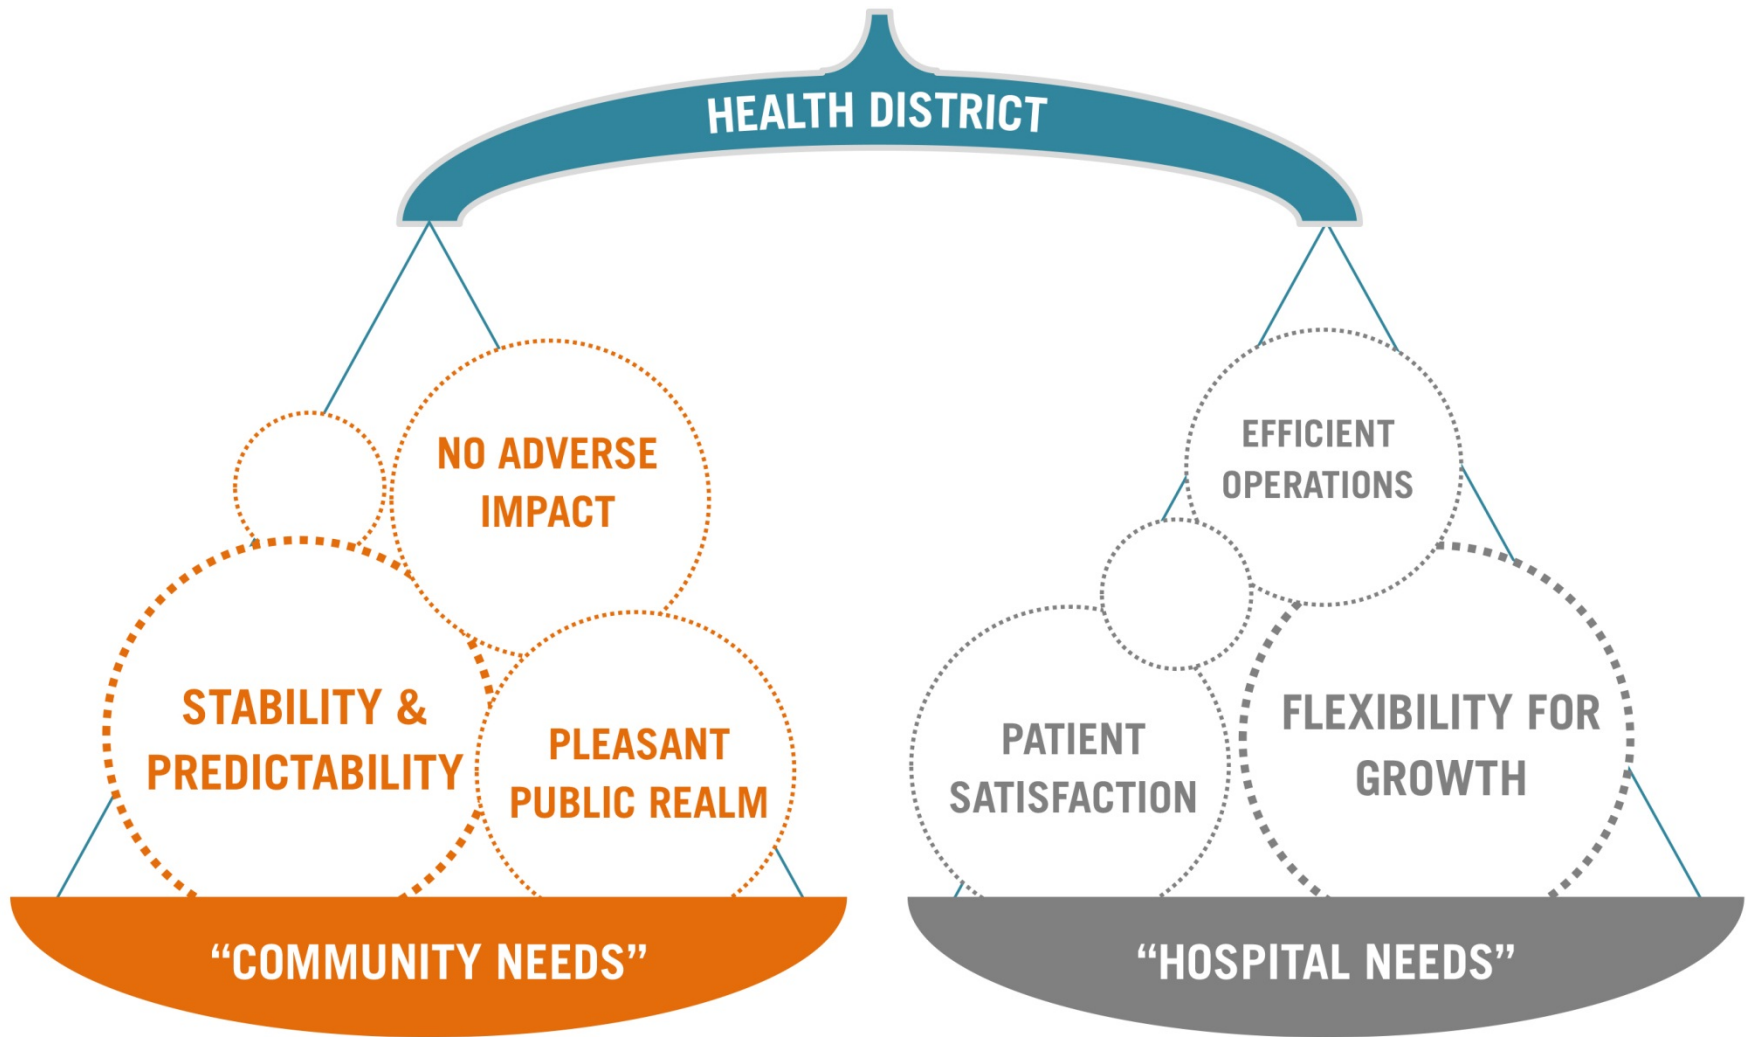 HEALTH DISTRICT
NO ADVERSE
IMPACT
STABILITY &
PREDICTABILITY
PLEASANT
PUBLIC REALM
“COMMUNITY NEEDS”
EFFICIENT
OPERATIONS
PATIENT
SATISFACTION
FLEXIBILITY FOR
GROWTH
“HOSPITAL NEEDS”